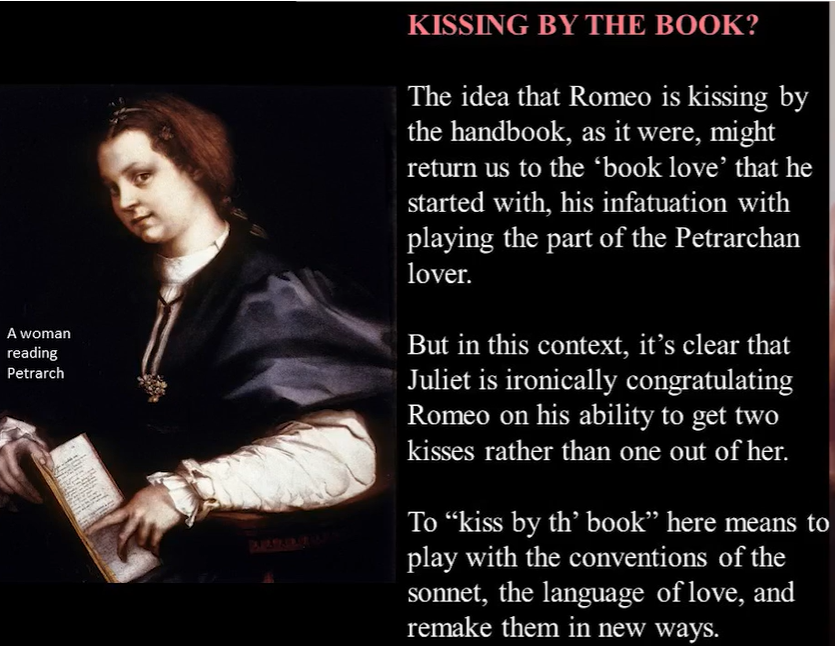 KISSING BY THE BOOK?
The idea that Romeo is kissing by
the handbook, as it were, might
return us to the ‘book love’ that he
started with, his infatuation with
playing the part of the Petrarchan
lover.
But in this context, it’s clear that
Juliet is ironically congratulating
Romeo on his ability to get two
kisses rather than one out of her.
To “kiss by th’ book” here means to
play with the conventions of the
sonnet, the language of love, and
remake them in new ways.
A woman
reading
Petrarch